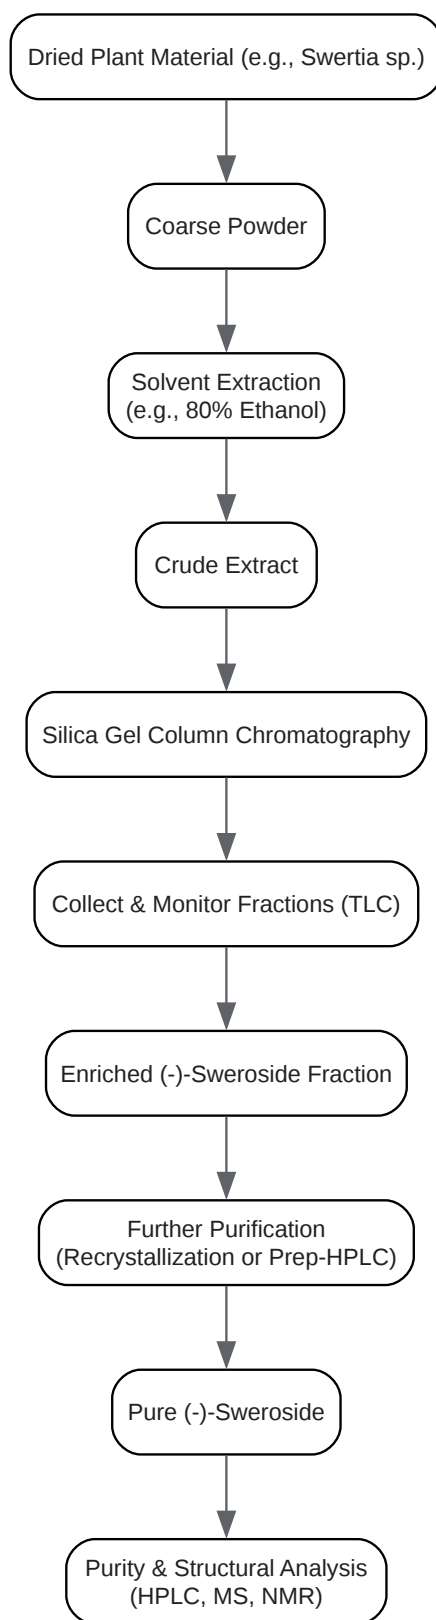 Dried Plant Material (e.g., Swertia sp.)
Coarse Powder
Solvent Extraction
(e.g., 80% Ethanol)
Crude Extract
Silica Gel Column Chromatography
Collect & Monitor Fractions (TLC)
Enriched (-)-Sweroside Fraction
Further Purification
(Recrystallization or Prep-HPLC)
Pure (-)-Sweroside
Purity & Structural Analysis
(HPLC, MS, NMR)